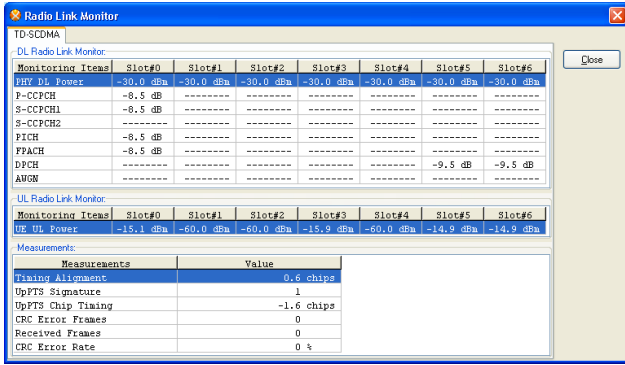 Radio Link Monitor
TD-SCDMA
DL Radio Link Monitor:
Monitoring Items Slot#0 Slot#1 Slot#2 Slot#3 Slot#4 Slot#5 Slot#6
PHY DL Power -30.0 dBm -30.0 dBm -30.0 dBm -30.0 dBm -30.0 dBm -30.0 dBm -30.0 dBm
P-CCPCH -8.5 dB -------- -------- -------- -------- -------- --------
S-CCPCH1 -8.5 dB -------- -------- -------- -------- -------- --------
S-CCPCH2 -------- -------- -------- -------- -------- -------- --------
PICH -8.5 dB -------- -------- -------- -------- -------- --------
FPACH -8.5 dB -------- -------- -------- -------- -------- --------
DPCH -------- -------- -------- -------- -------- -9.5 dB -9.5 dB
AWGN -------- -------- -------- -------- -------- -------- --------
Close
UL Radio Link Monitor:
Monitoring Items Slot#0 Slot#1 Slot#2 Slot#3 Slot#4 Slot#5 Slot#6
UE UL Power -15.1 dBm -60.0 dBm -60.0 dBm -15.9 dBm -60.0 dBm -14.9 dBm -14.9 dBm
Measurements:
Measurements Value
Timing Alignment 0.6 chips
UpPTS Signature 1
UpPTS Chip Timing -1.6 chips
CRC Error Frames 0
Received Frames 0
CRC Error Rate 0 %